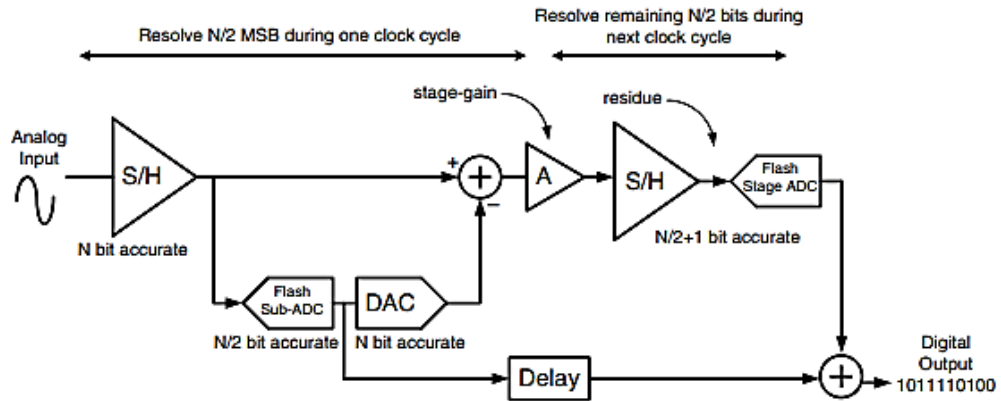 Resolve N/2 MSB during one clock cycle
Resolve remaining N/2 bits during
next clock cycle
stage-gain
residue
Analog
Input
S/H
+
−
A
S/H
Flash
Stage ADC
N bit accurate
N/2+1 bit accurate
Flash
Sub-ADC
DAC
N/2 bit accurate
N bit accurate
Delay
Digital
Output
1011110100